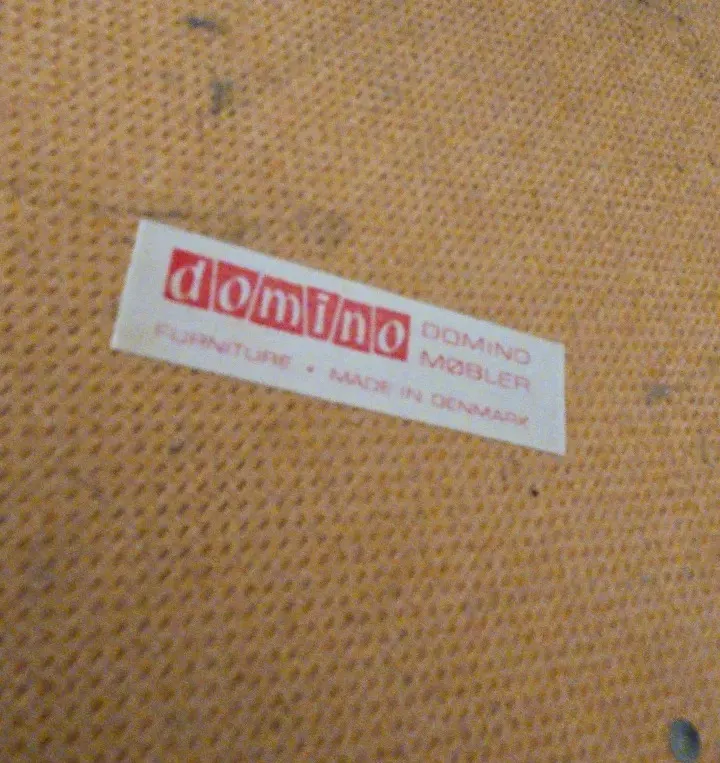 domino DOMINO
MØBLER
FURNITURE • MADE IN DENMARK